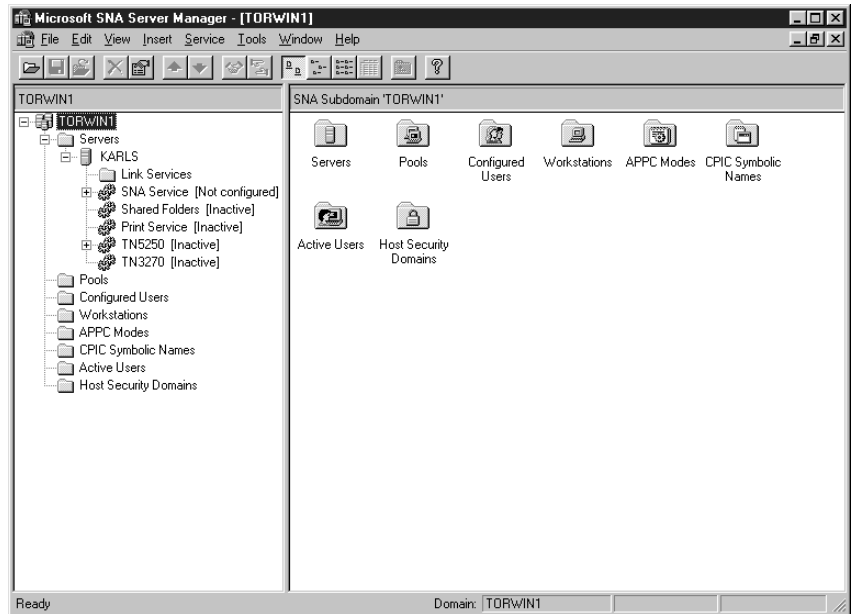 Microsoft SNA Server Manager - [TORWIN1]
File Edit View Insert Service Tools Window Help
TORWIN1
SNA Subdomain 'TORWIN1'
TORWIN1
Servers
KARLS
Link Services
SNA Service [Not configured]
Shared Folders [Inactive]
Print Service [Inactive]
TN5250 [Inactive]
TN3270 [Inactive]
Pools
Configured Users
Workstations
APPC Modes
CPIC Symbolic Names
Active Users
Host Security Domains
Servers
Pools
Configured Users
Workstations
APPC Modes
CPIC Symbolic Names
Active Users
Host Security Domains
Ready
Domain: TORWIN1